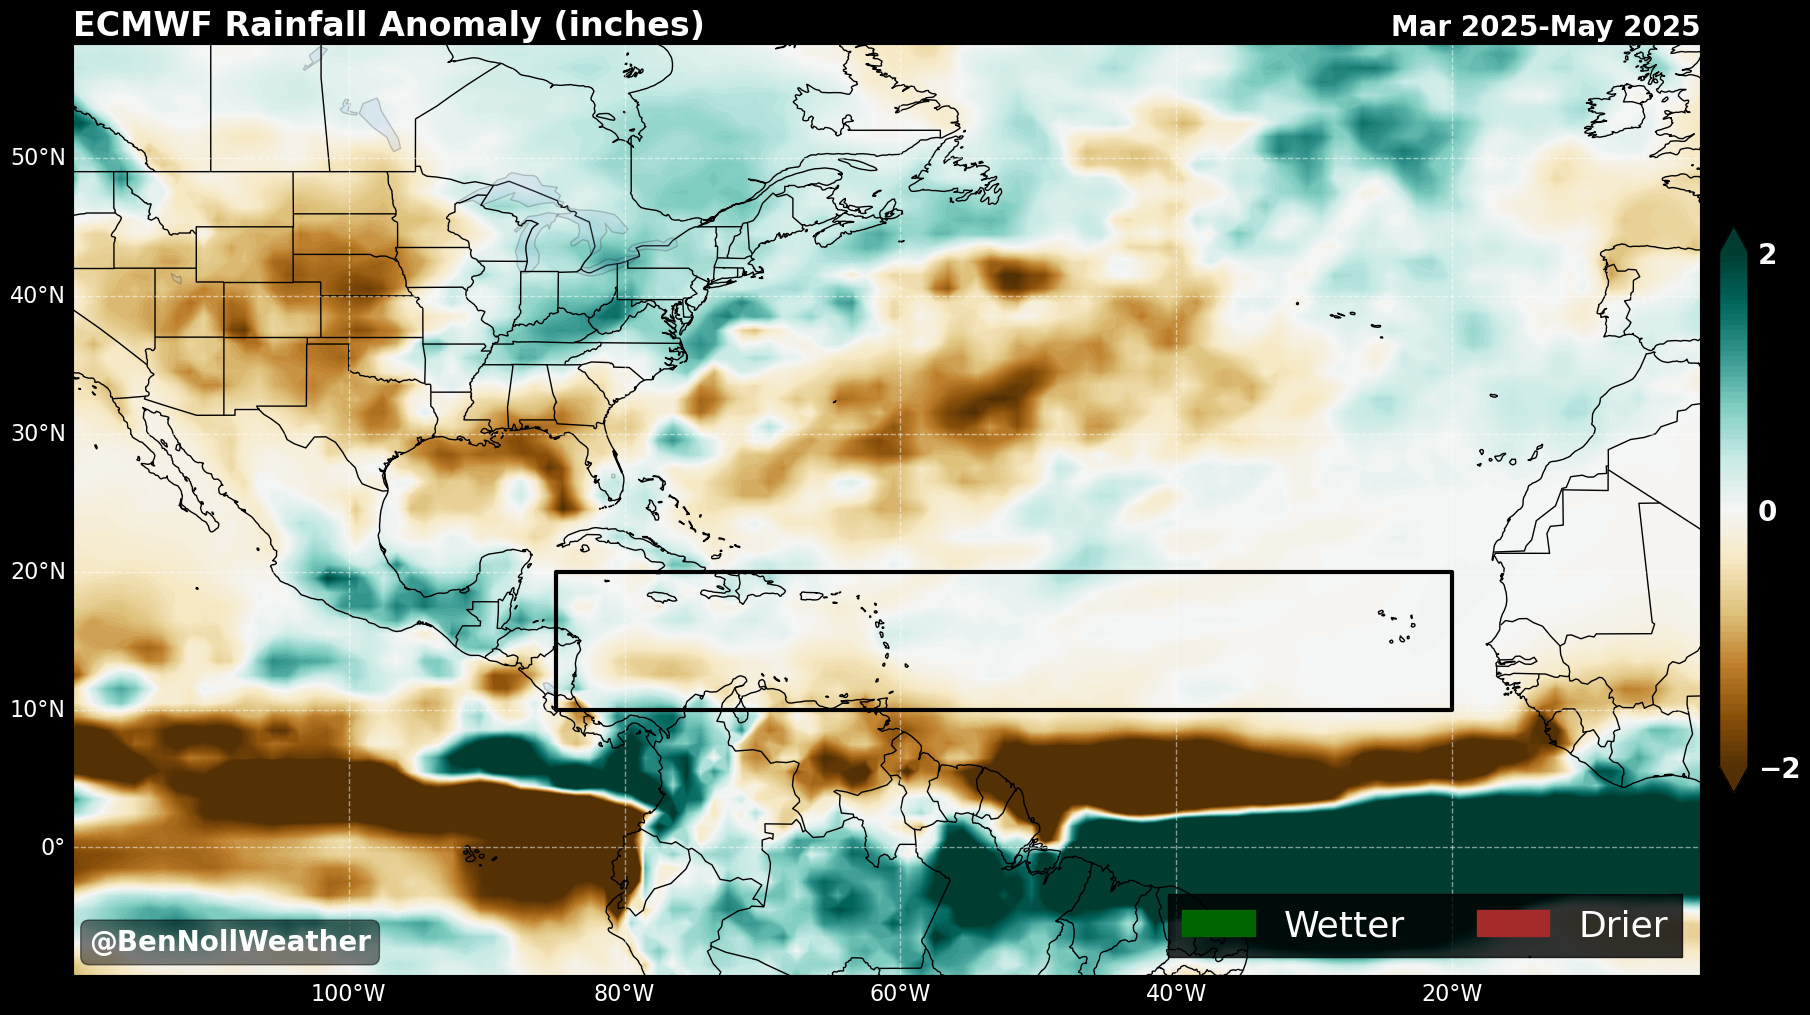 ECMWF Rainfall Anomaly (inches)
Mar 2025-May 2025
50°N
40°N
30°N
20°N
10°N
0°
100°W
80°W
60°W
40°W
20°W
2
0
−2
@BenNollWeather
Wetter
Drier